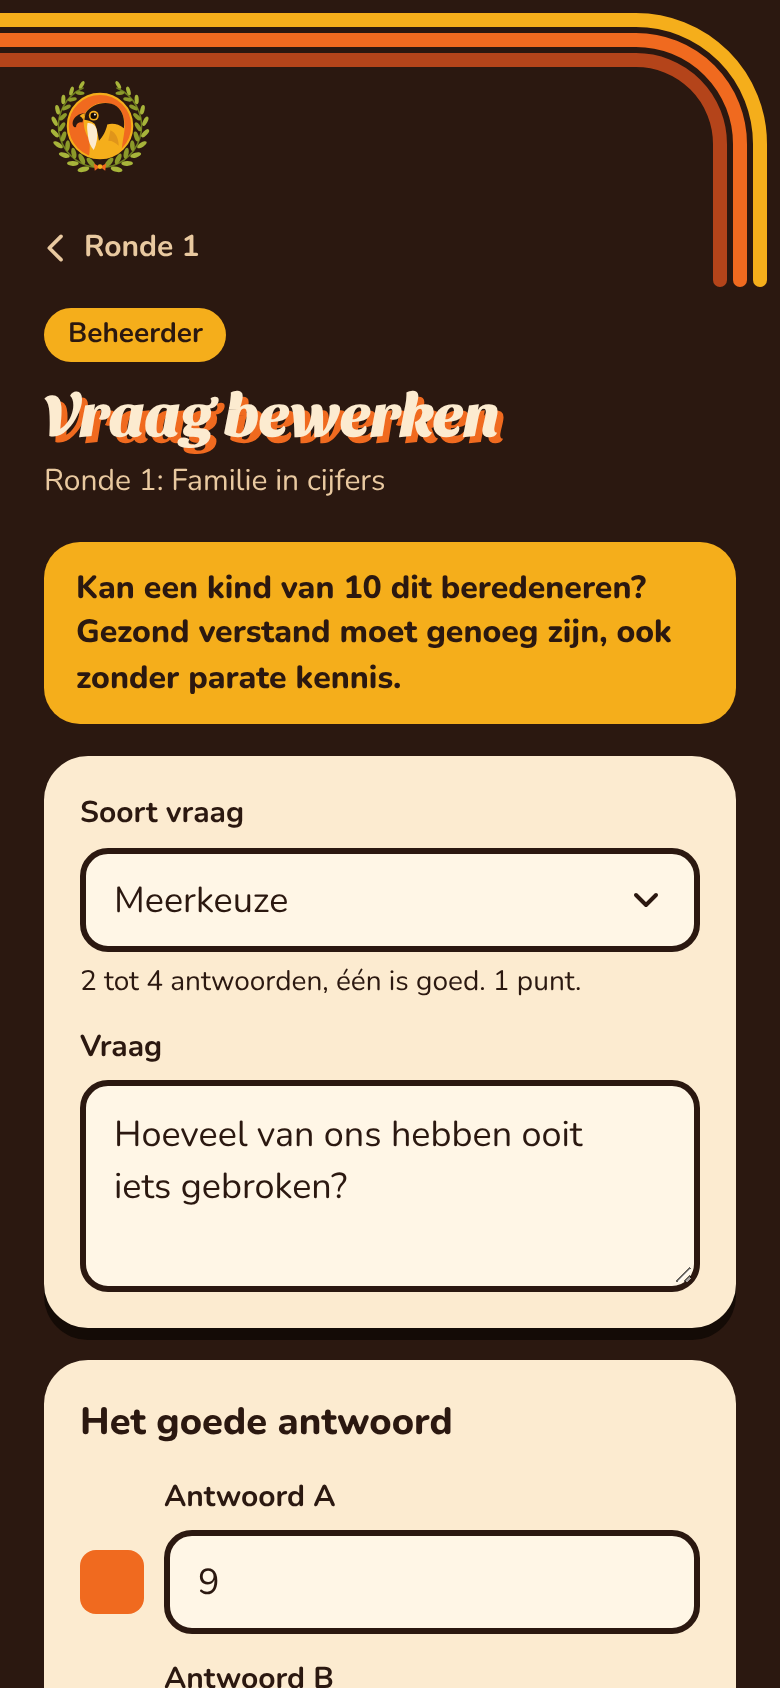 Ronde 1
Beheerder
Vraag bewerken
Ronde 1: Familie in cijfers
Kan een kind van 10 dit beredeneren?
Gezond verstand moet genoeg zijn, ook
zonder parate kennis.
Soort vraag
Meerkeuze
2 tot 4 antwoorden, één is goed. 1 punt.
Vraag
Hoeveel van ons hebben ooit
iets gebroken?
Het goede antwoord
Antwoord A
9
Antwoord B